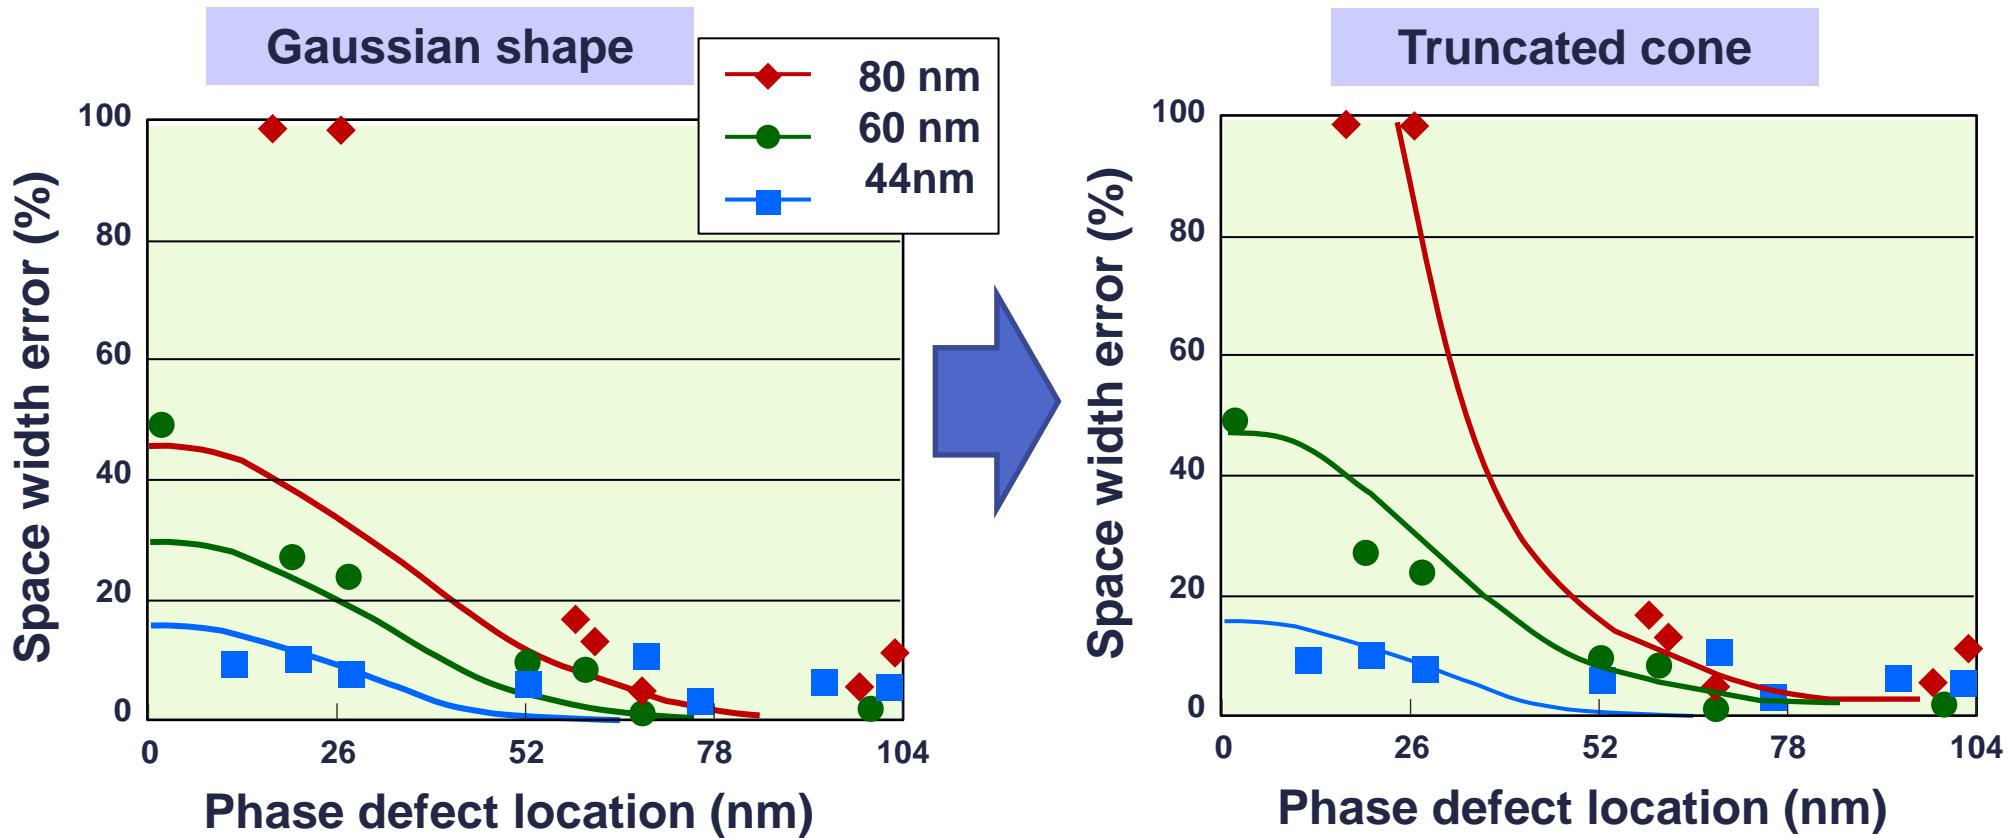 Gaussian shape
80 nm
60 nm
44nm
Space width error (%)
100
80
60
40
20
0
0 26 52 78 104
Phase defect location (nm)
Truncated cone
Space width error (%)
100
80
60
40
20
0
0 26 52 78 104
Phase defect location (nm)